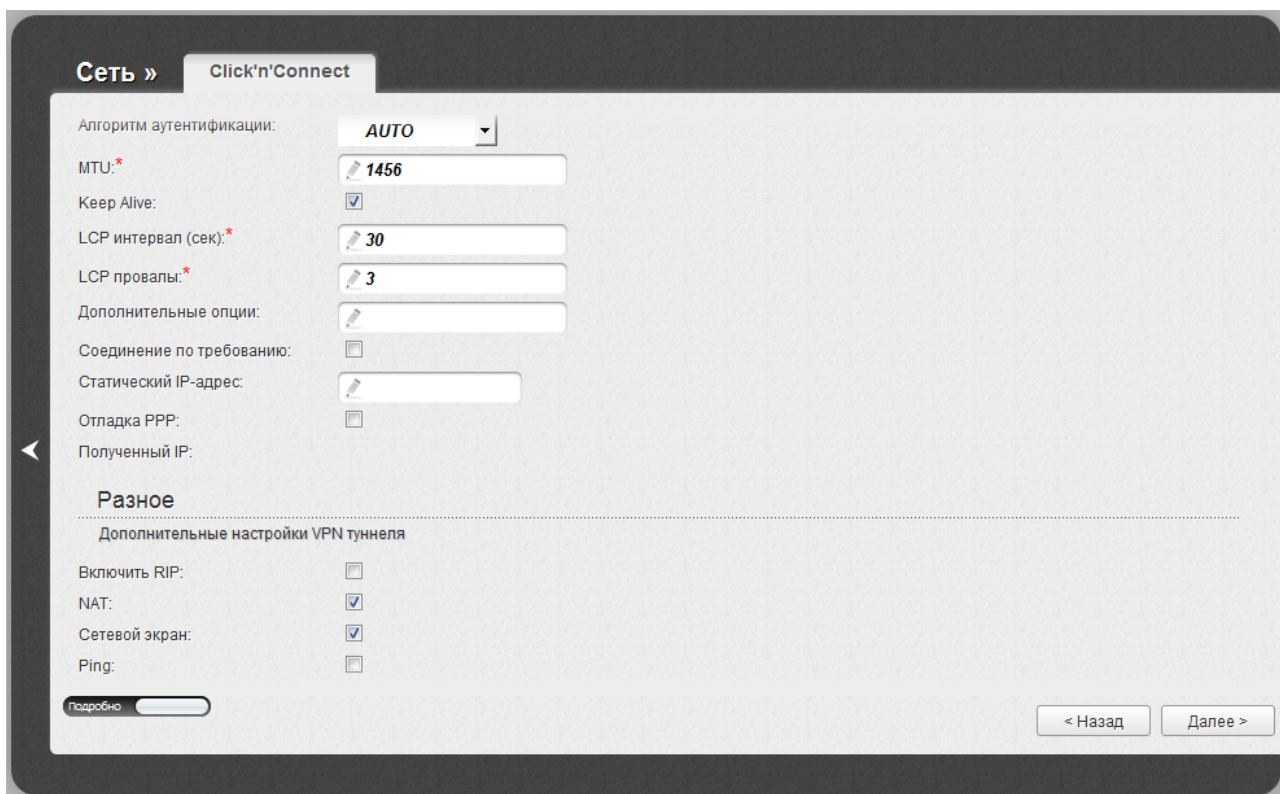 Сеть » Click'n'Connect
Алгоритм аутентификации: AUTO
MTU:* 1456
Keep Alive:
LCP интервал (сек):* 30
LCP провалы:* 3
Дополнительные опции:
Соединение по требованию:
Статический IP-адрес:
Отладка PPP:
Полученный IP:
Разное
Дополнительные настройки VPN туннеля
Включить RIP:
NAT:
Сетевой экран:
Ping:
Подробно
< Назад Далее >